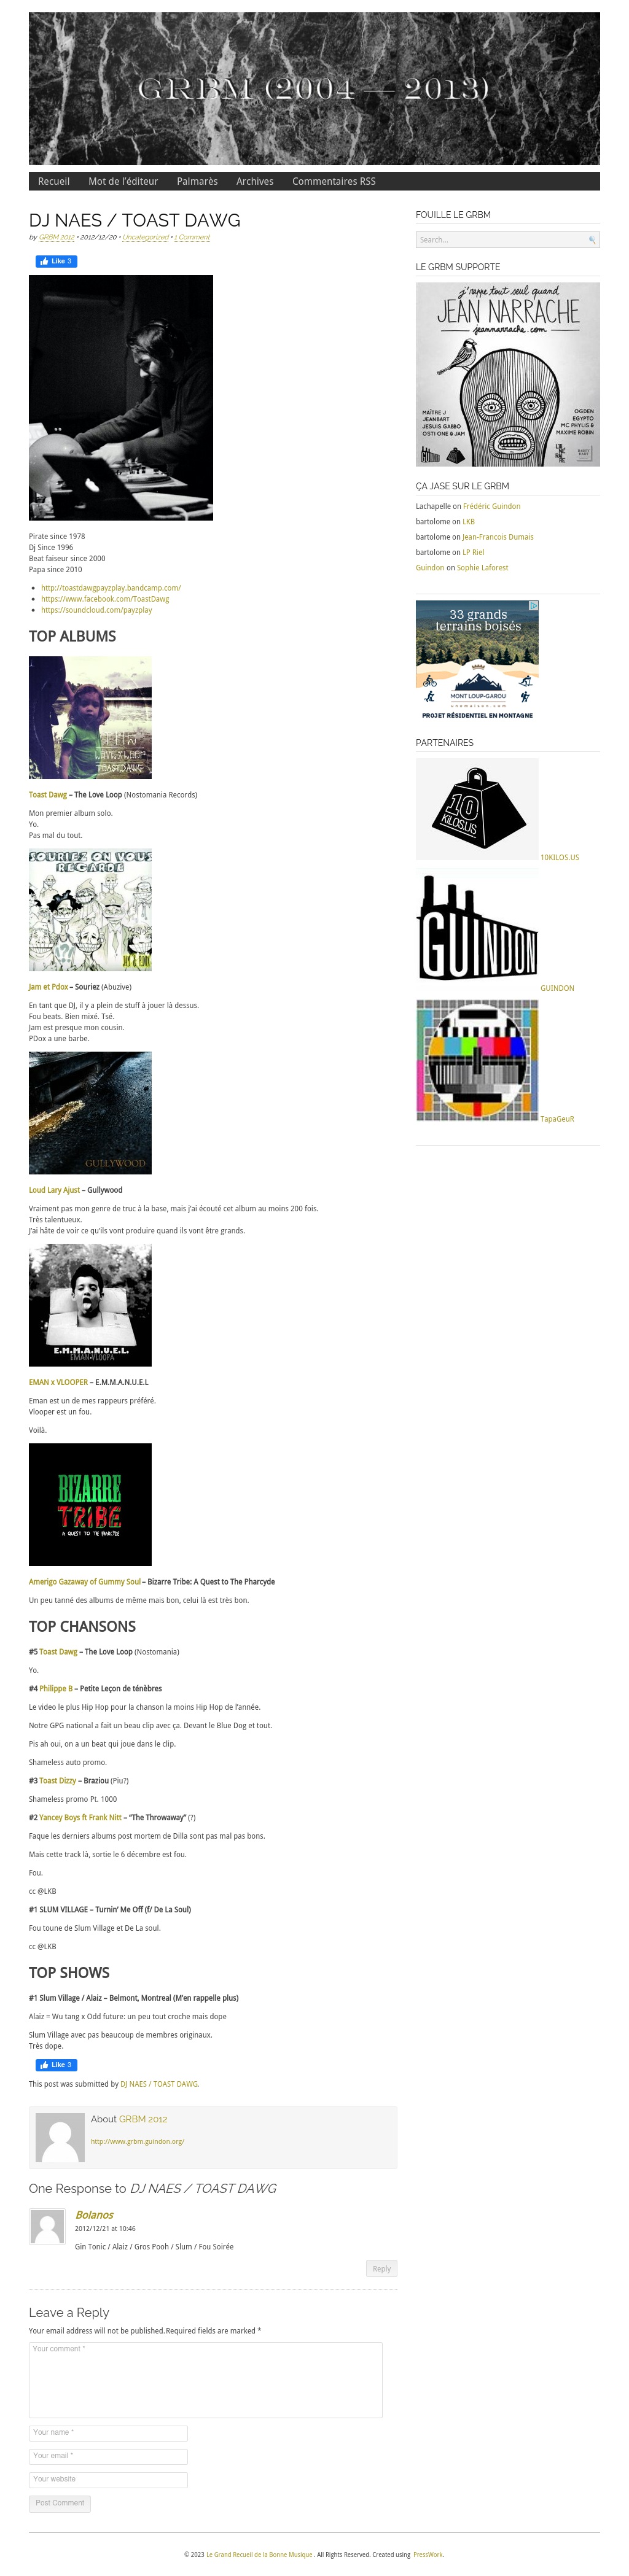 GRBM (2004 — 2013)
Recueil Mot de l'éditeur Palmarès Archives Commentaires RSS
DJ NAES / TOAST DAWG
by GRBM 2012 • 2012/12/20 • Uncategorized • 1 Comment
Like 3
Pirate since 1978
Dj Since 1996
Beat faiseur since 2000
Papa since 2010
• http://toastdawgpayzplay.bandcamp.com/
• https://www.facebook.com/ToastDawg
• https://soundcloud.com/payzplay
TOP ALBUMS
TOASTDAWG
Toast Dawg – The Love Loop (Nostomania Records)
Mon premier album solo.
Yo.
Pas mal du tout.
SOURIEZ ON VOUS
REGARDE
JAM & PDOX
Jam et Pdox – Souriez (Abuzive)
En tant que DJ, il y a plein de stuff à jouer là dessus.
Fou beats. Bien mixé. Tsé.
Jam est presque mon cousin.
PDox a une barbe.
GULLYWOOD
Loud Lary Ajust – Gullywood
Vraiment pas mon genre de truc à la base, mais j'ai écouté cet album au moins 200 fois.
Très talentueux.
J'ai hâte de voir ce qu'ils vont produire quand ils vont être grands.
E.M.M.A.N.U.E.L.
EMAN•VLOOPA
EMAN x VLOOPER – E.M.M.A.N.U.E.L
Eman est un de mes rappeurs préféré.
Vlooper est un fou.
Voilà.
BIZARRE
TRIBE
A QUEST TO THE PHARCYDE
Amerigo Gazaway of Gummy Soul – Bizarre Tribe: A Quest to The Pharcyde
Un peu tanné des albums de même mais bon, celui là est très bon.
TOP CHANSONS
#5 Toast Dawg – The Love Loop (Nostomania)
Yo.
#4 Philippe B – Petite Leçon de ténèbres
Le video le plus Hip Hop pour la chanson la moins Hip Hop de l'année.
Notre GPG national a fait un beau clip avec ça. Devant le Blue Dog et tout.
Pis ah oui, on a un beat qui joue dans le clip.
Shameless auto promo.
#3 Toast Dizzy – Braziou (Piu?)
Shameless promo Pt. 1000
#2 Yancey Boys ft Frank Nitt – "The Throwaway" (?)
Faque les derniers albums post mortem de Dilla sont pas mal pas bons.
Mais cette track là, sortie le 6 décembre est fou.
Fou.
cc @LKB
#1 SLUM VILLAGE – Turnin' Me Off (f/ De La Soul)
Fou toune de Slum Village et De La soul.
cc @LKB
TOP SHOWS
#1 Slum Village / Alaiz – Belmont, Montreal (M'en rappelle plus)
Alaiz = Wu tang x Odd future: un peu tout croche mais dope
Slum Village avec pas beaucoup de membres originaux.
Très dope.
Like 3
This post was submitted by DJ NAES / TOAST DAWG.
About GRBM 2012
http://www.grbm.guindon.org/
One Response to DJ NAES / TOAST DAWG
Bolanos
2012/12/21 at 10:46
Gin Tonic / Alaiz / Gros Pooh / Slum / Fou Soirée
Reply
Leave a Reply
Your email address will not be published. Required fields are marked *
Your comment *
Your name *
Your email *
Your website
Post Comment
FOUILLE LE GRBM
Search...
LE GRBM SUPPORTE
j'rappe tout seul quand
JEAN NARRACHE
jeannarrache.com
MAÎTRE J
JEANBART
JESUIS GABBO
OSTI ONE & JAM
OGDEN
EGYPTO
MC PHYLIS &
MAXIME ROBIN
ÇA JASE SUR LE GRBM
Lachapelle on Frédéric Guindon
bartolome on LKB
bartolome on Jean-Francois Dumais
bartolome on LP Riel
Guindon on Sophie Laforest
33 grands
terrains boisés
MONT LOUP-GAROU
anemaison.com
PROJET RÉSIDENTIEL EN MONTAGNE
PARTENAIRES
10
KILOS.US
10KILOS.US
GUINDON
GUINDON
TapaGeuR
© 2023 Le Grand Recueil de la Bonne Musique . All Rights Reserved. Created using PressWork.